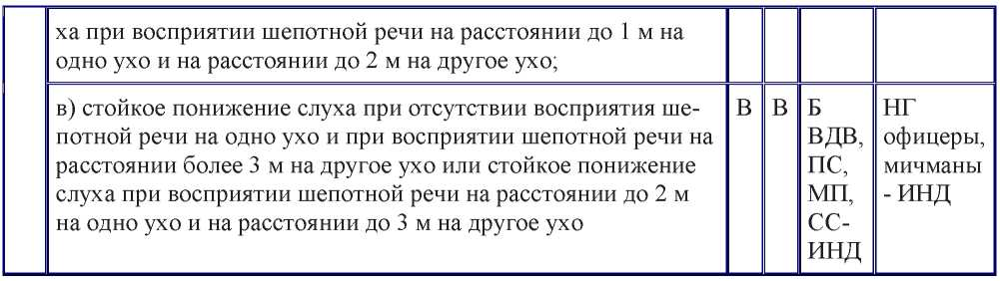 ха при восприятии шепотной речи на расстоянии до 1 м на
одно ухо и на расстоянии до 2 м на другое ухо;
в) стойкое понижение слуха при отсутствии восприятия ше-
потной речи на одно ухо и при восприятии шепотной речи на
расстоянии более 3 м на другое ухо или стойкое понижение
слуха при восприятии шепотной речи на расстоянии до 2 м
на одно ухо и на расстоянии до 3 м на другое ухо
В
В
Б
ВДВ,
ПС,
МП,
СС-
ИНД
НГ
офицеры,
мичманы
- ИНД